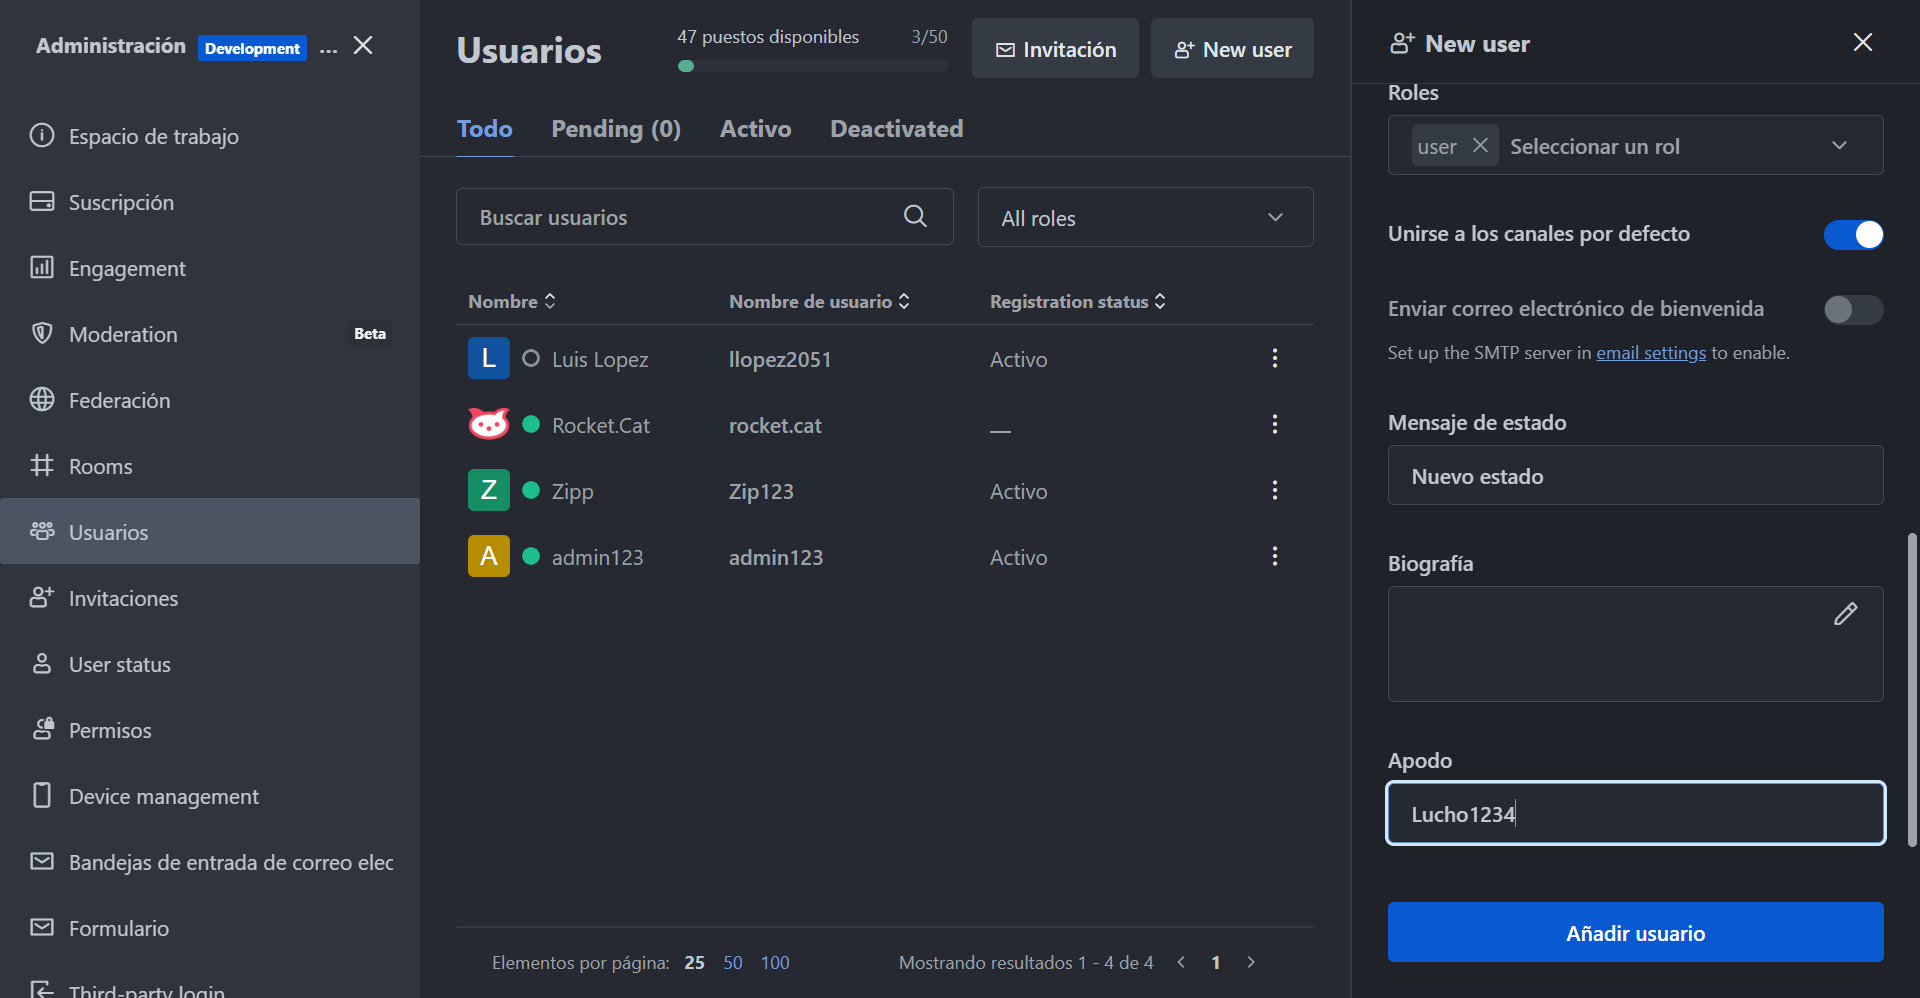 Administración Development ...
Espacio de trabajo
Suscripción
Engagement
Moderation Beta
Federación
Rooms
Usuarios
Invitaciones
User status
Permisos
Device management
Bandejas de entrada de correo elec
Formulario
Third-party login
Usuarios
47 puestos disponibles 3/50
Invitación
New user
Todo Pending (0) Activo Deactivated
Buscar usuarios
All roles
Nombre Nombre de usuario Registration status
L Luis Lopez llopez2051 Activo
Rocket.Cat rocket.cat __
Z Zipp Zip123 Activo
A admin123 admin123 Activo
Elementos por página: 25 50 100
Mostrando resultados 1 - 4 de 4 < 1 >
New user
Roles
user Seleccionar un rol
Unirse a los canales por defecto
Enviar correo electrónico de bienvenida
Set up the SMTP server in email settings to enable.
Mensaje de estado
Nuevo estado
Biografía
Apodo
Lucho1234
Añadir usuario